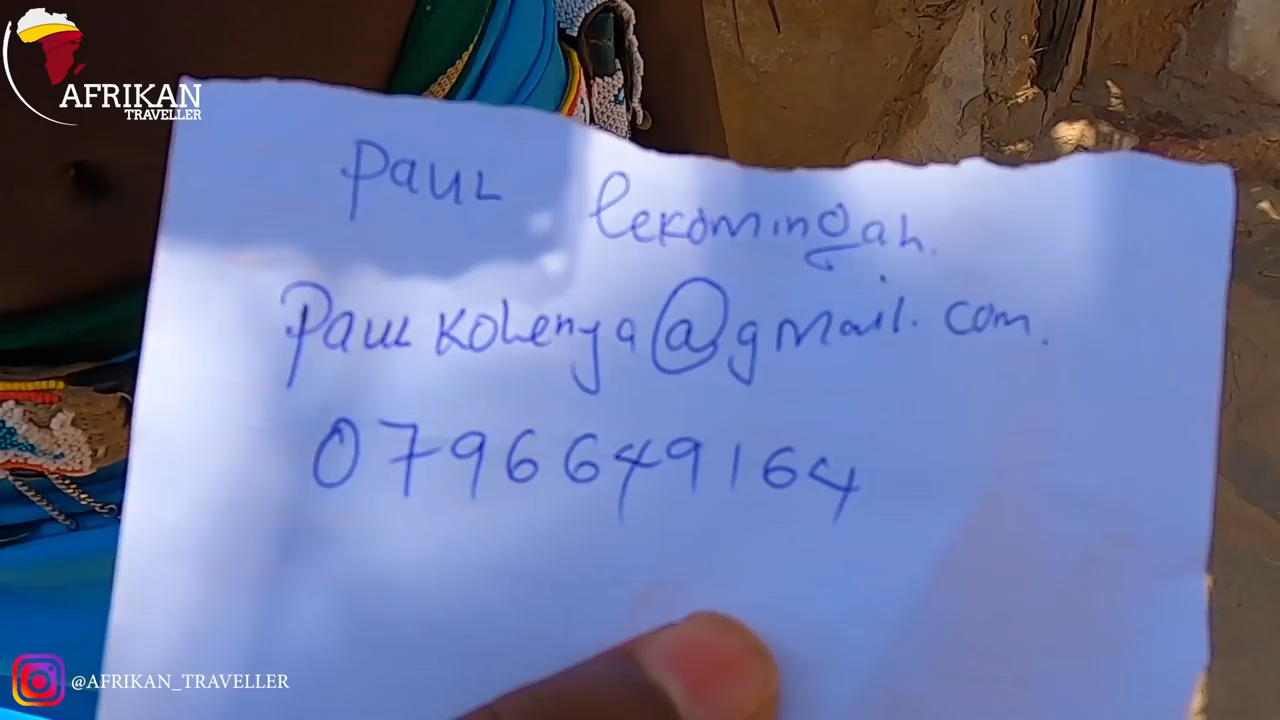 AFRIKAN
TRAVELLER
PAUL lekomingah.
Paulkolenya@gmail.com.
0796649164
@AFRIKAN_TRAVELLER